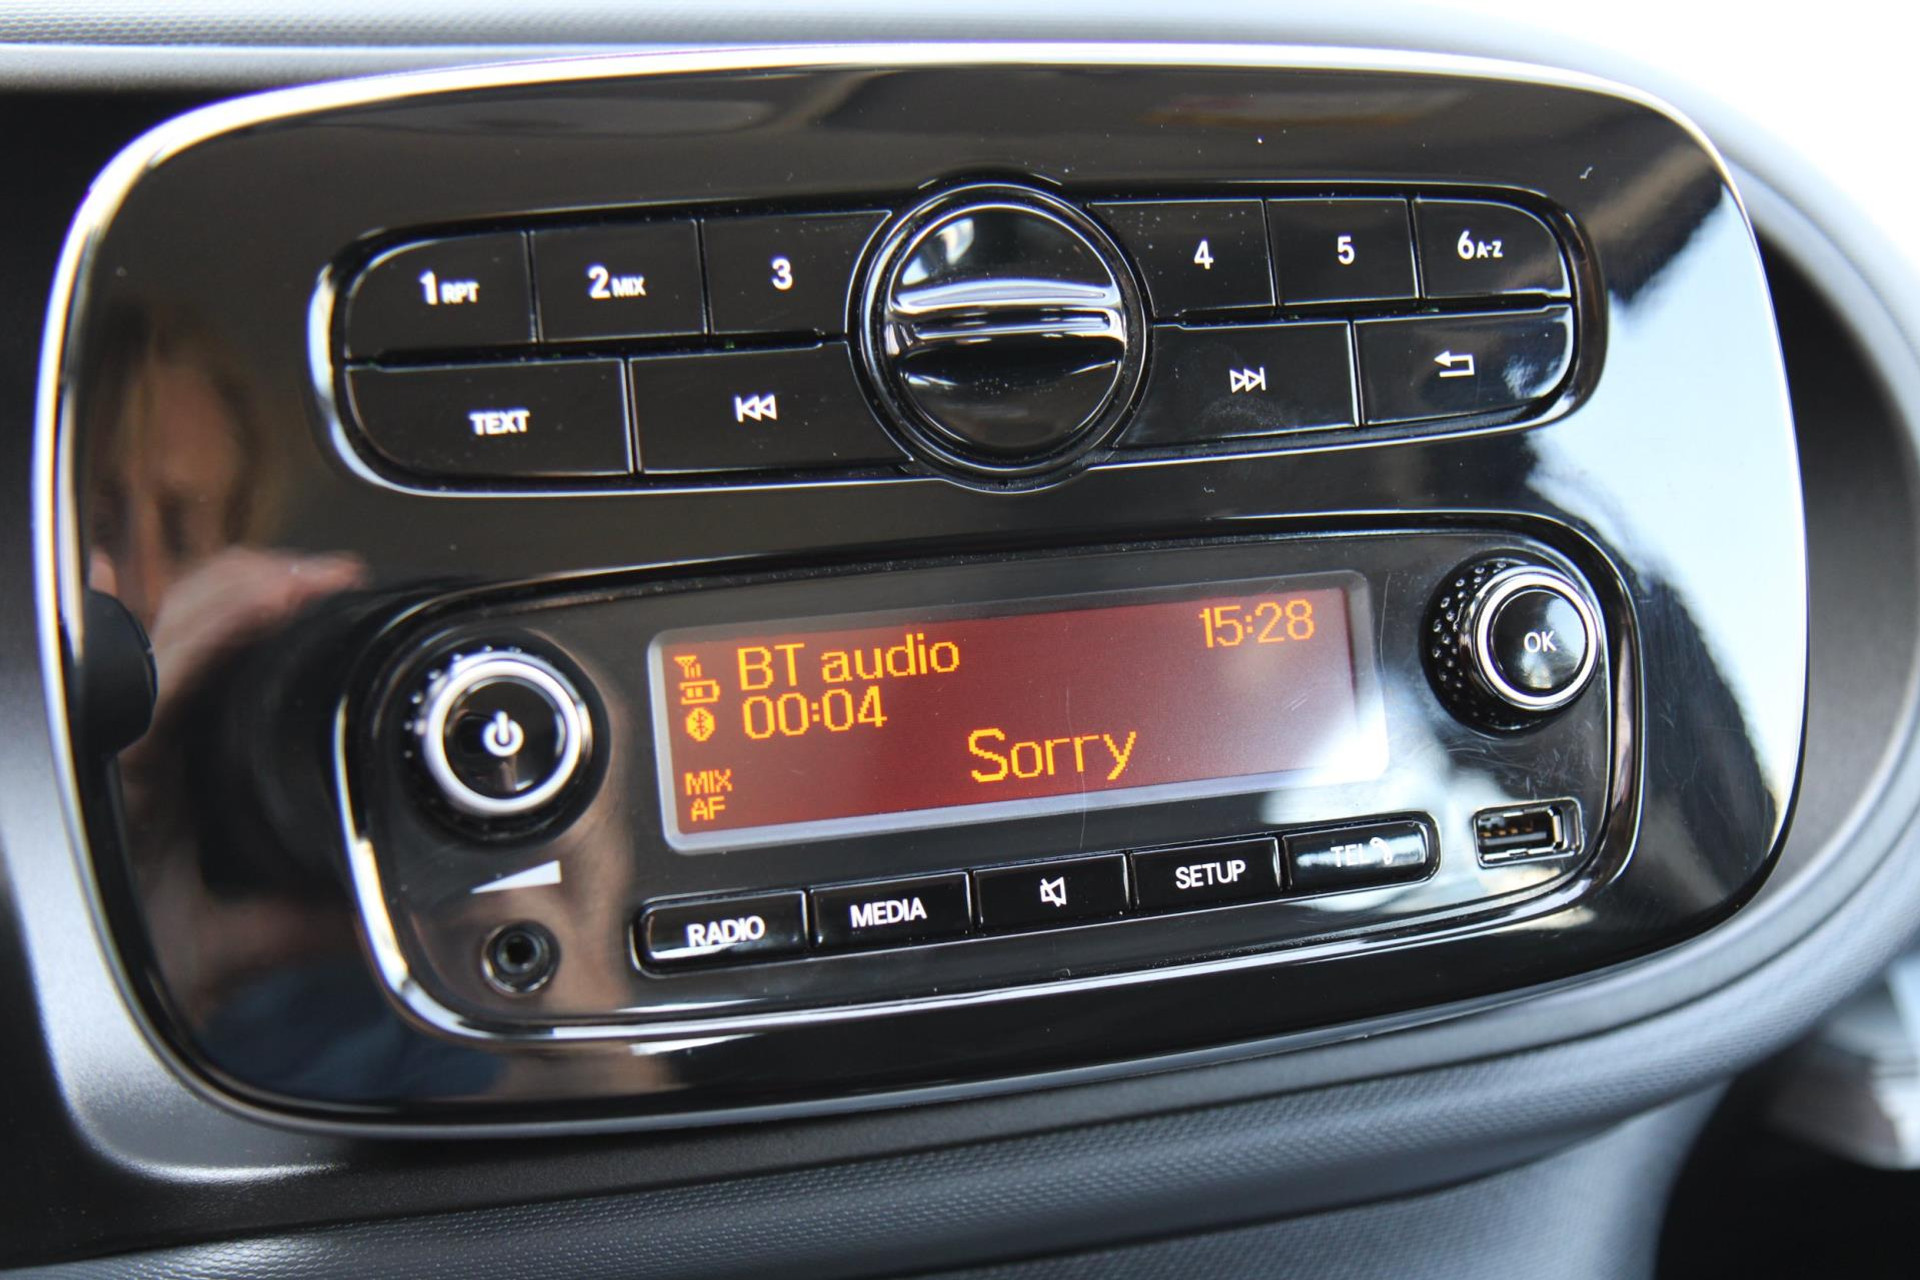 1RPT 2MIX 3 4 5 6A-Z
TEXT
BT audio 15:28
00:04
Sorry
MIX
AF
OK
RADIO MEDIA SETUP TEL